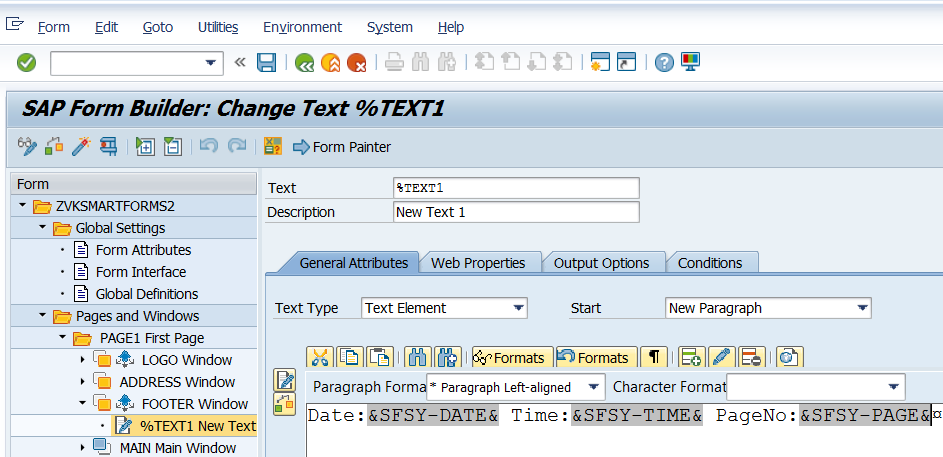 Form Edit Goto Utilities Environment System Help
SAP Form Builder: Change Text %TEXT1
Form Painter
Form
ZVKSMARTFORMS2
Global Settings
Form Attributes
Form Interface
Global Definitions
Pages and Windows
PAGE1 First Page
LOGO Window
ADDRESS Window
FOOTER Window
%TEXT1 New Text
MAIN Main Window
Text %TEXT1
Description New Text 1
General Attributes Web Properties Output Options Conditions
Text Type Text Element Start New Paragraph
Formats Formats ¶
Paragraph Forma * Paragraph Left-aligned Character Format
Date:&SFSY-DATE& Time:&SFSY-TIME& PageNo:&SFSY-PAGE&¤